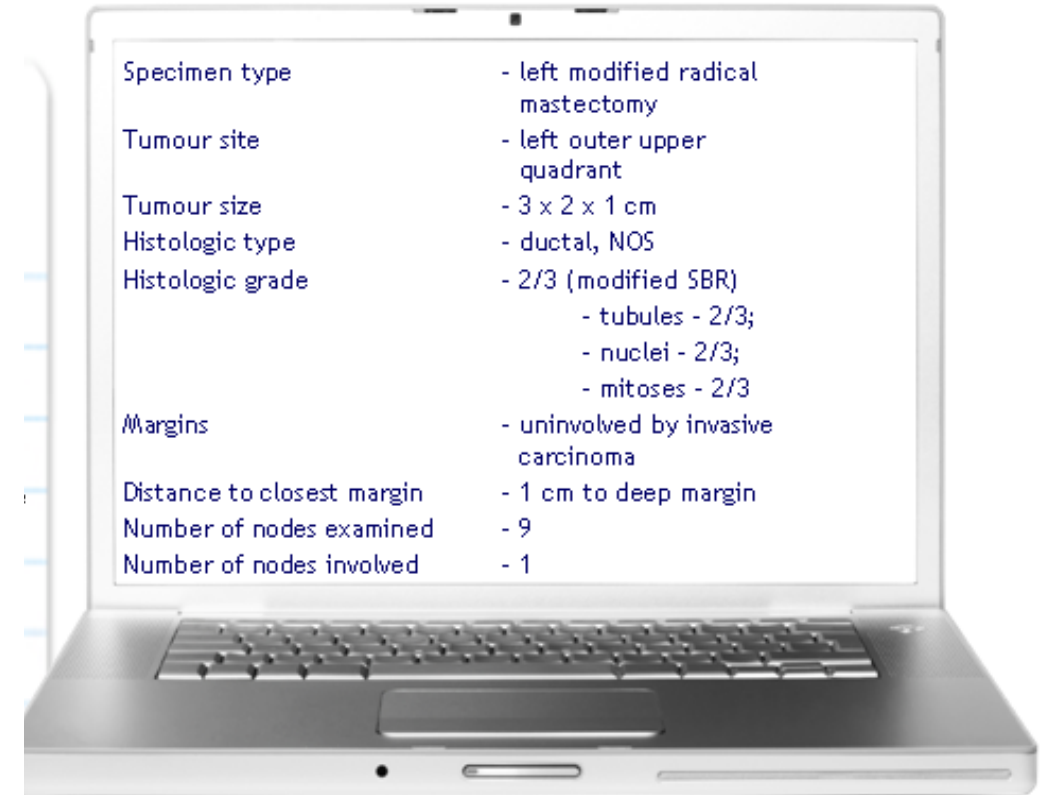 Specimen type - left modified radical
mastectomy
Tumour site - left outer upper
quadrant
Tumour size - 3 x 2 x 1 cm
Histologic type - ductal, NOS
Histologic grade - 2/3 (modified SBR)
- tubules - 2/3;
- nuclei - 2/3;
- mitoses - 2/3
Margins - uninvolved by invasive
carcinoma
Distance to closest margin - 1 cm to deep margin
Number of nodes examined - 9
Number of nodes involved - 1